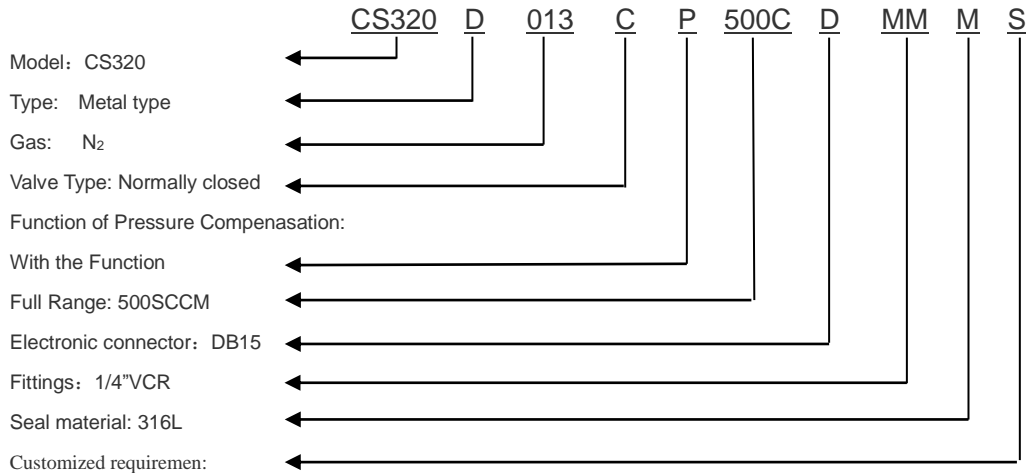 CS320 D 013 C P 500C D MM M S
Model：CS320
Type: Metal type
Gas: N₂
Valve Type: Normally closed
Function of Pressure Compenasation:
With the Function
Full Range: 500SCCM
Electronic connector：DB15
Fittings：1/4”VCR
Seal material: 316L
Customized requiremen: